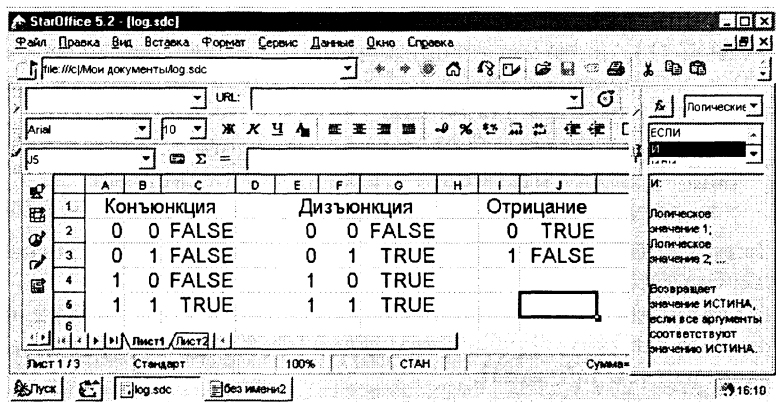 StarOffice 5.2 - [log.sdc]
Файл Правка Вид Вставка Формат Сервис Данные Окно Справка
file:///c|/Мои документы/log.sdc
URL:
Логические
Arial 10 Ж К Ч А %
ЕСЛИ
И
J5 Σ =
A B C D E F G H I J
1 Конъюнкция Дизъюнкция Отрицание
2 0 0 FALSE 0 0 FALSE 0 TRUE
3 0 1 FALSE 0 1 TRUE 1 FALSE
4 1 0 FALSE 1 0 TRUE
5 1 1 TRUE 1 1 TRUE
6
И:
Логическое
значение 1;
Логическое
значение 2; ...
Возвращает
значение ИСТИНА,
если все аргументы
соответствуют
значению ИСТИНА.
Лист1 Лист2
Лист 1 / 3 Стандарт 100% СТАН Сумма=
Пуск log.sdc без имени2 16:10